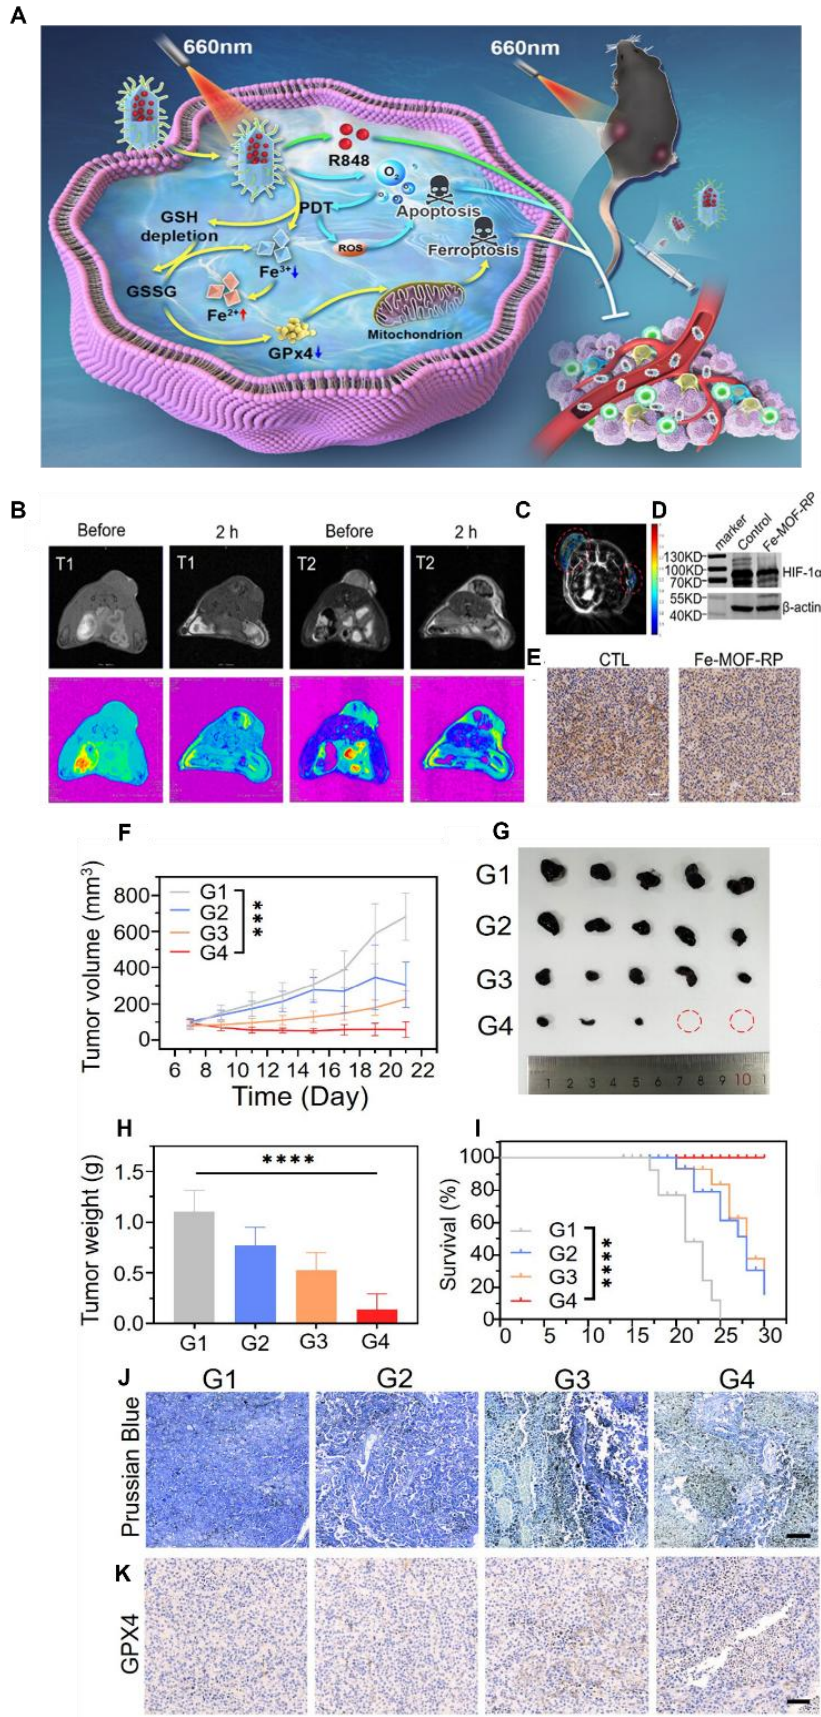 A
660nm
660nm
R848
O2
PDT
Apoptosis
GSH
depletion
ROS
Ferroptosis
Fe3+↓
GSSG
Fe2+↑
Mitochondrion
GPx4↓
B
Before
2 h
Before
2 h
T1
T1
T2
T2
C
D
marker
Control
Fe-MOF-RP
130KD
100KD
70KD
55KD
40KD
HIF-1α
β-actin
E
CTL
Fe-MOF-RP
F
Tumor volume (mm3)
800
600
400
200
0
G1
G2
G3
G4
***
6 8 10 12 14 16 18 20 22
Time (Day)
G
G1
G2
G3
G4
1 2 3 4 5 6 7 8 9 10 1
H
Tumor weight (g)
1.5
1.0
0.5
0.0
****
G1 G2 G3 G4
I
Survival (%)
100
80
60
40
20
0
G1
G2
G3
G4
****
0 5 10 15 20 25 30
J
G1 G2 G3 G4
Prussian Blue
K
GPX4